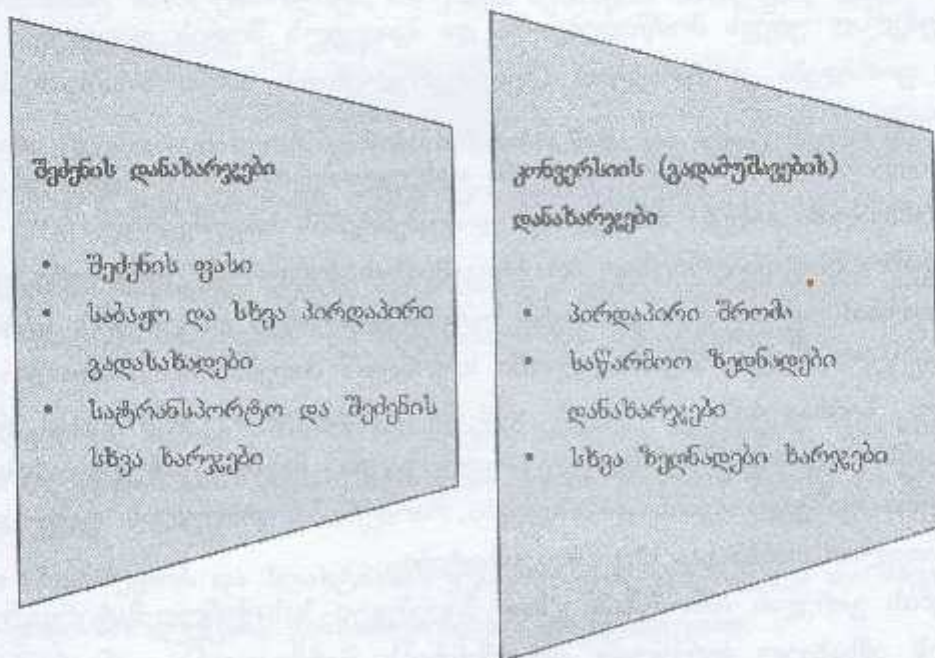 შეძენის დანახარჯები
• შეძენის ფასი
• საბაჟო და სხვა პირდაპირი
გადასახადები
• სატრანსპორტო და შეძენის
სხვა ხარჯები
კონვერსიის (გადამუშავების)
დანახარჯები
• პირდაპირი შრომა
• საწარმოო ზედნადები
დანახარჯები
• სხვა ზედნადები ხარჯები